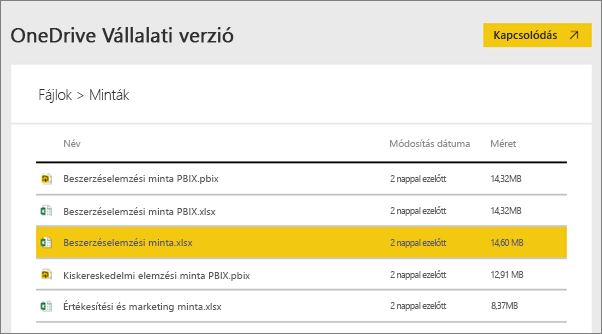 OneDrive Vállalati verzió
Kapcsolódás
Fájlok > Minták
Név Módosítás dátuma Méret
Beszerzéselemzési minta PBIX.pbix 2 nappal ezelőtt 14,32MB
Beszerzéselemzési minta PBIX.xlsx 2 nappal ezelőtt 14,32MB
Beszerzéselemzési minta.xlsx 2 nappal ezelőtt 14,60 MB
Kiskereskedelmi elemzési minta PBIX.pbix 2 nappal ezelőtt 12,91 MB
Értékesítési és marketing minta.xlsx 2 nappal ezelőtt 8,37MB